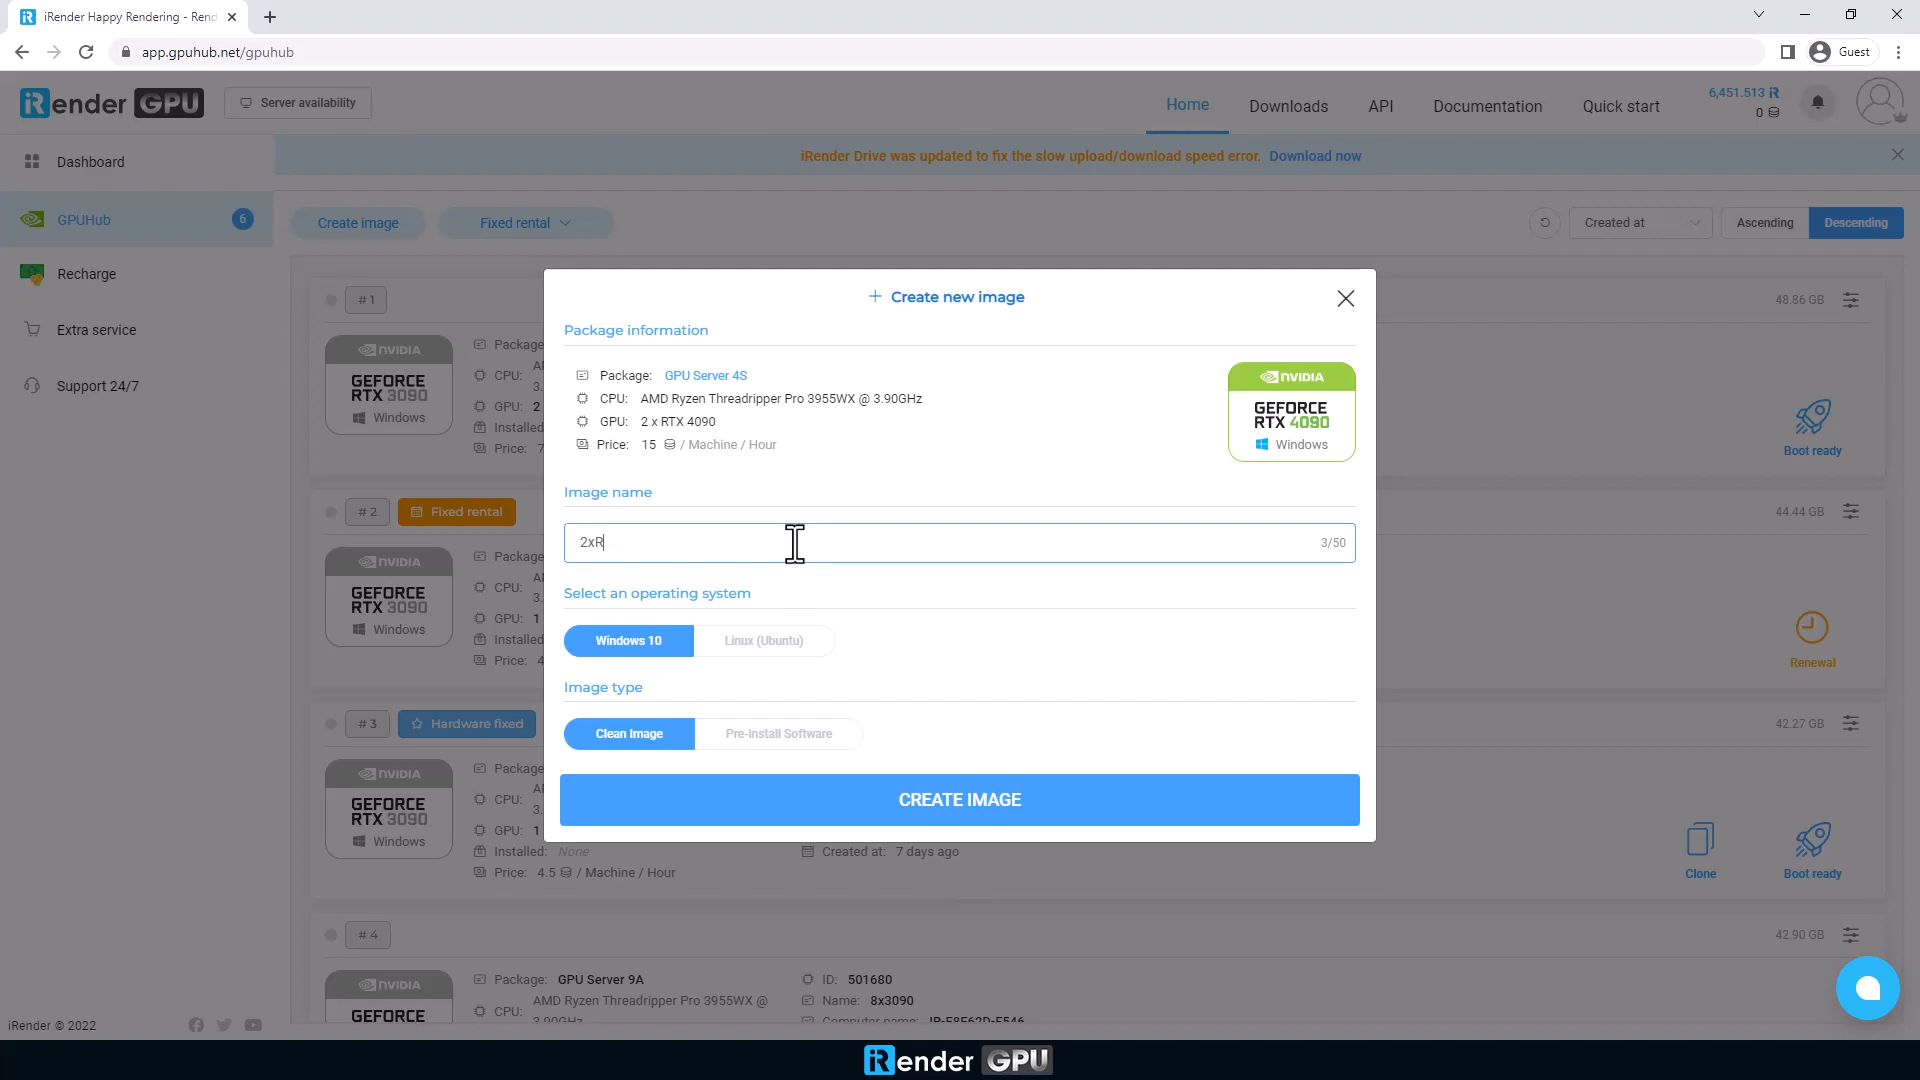 iRender Happy Rendering - Rend
app.gpuhub.net/gpuhub
Guest
iRender GPU
Server availability
Home
Downloads
API
Documentation
Quick start
6,451.513 iR
0
Dashboard
iRender Drive was updated to fix the slow upload/download speed error. Download now
GPUHub
6
Create image
Fixed rental
Created at
Ascending
Descending
Recharge
Extra service
Support 24/7
# 1
48.86 GB
NVIDIA
GEFORCE
RTX 3090
Windows
Package
CPU:
3.
GPU: 2
Installed
Price: 7
Boot ready
# 2
Fixed rental
44.44 GB
NVIDIA
GEFORCE
RTX 3090
Windows
Package
CPU:
3.
GPU: 1
Installed
Price: 4
Renewal
# 3
Hardware fixed
42.27 GB
NVIDIA
GEFORCE
RTX 3090
Windows
Package
CPU:
3.
GPU: 1
Installed: None
Created at: 7 days ago
Price: 4.5 / Machine / Hour
Clone
Boot ready
# 4
42.90 GB
NVIDIA
GEFORCE
Package: GPU Server 9A
CPU: AMD Ryzen Threadripper Pro 3955WX @
3.90GHz
ID: 501680
Name: 8x3090
Computer name:
Create new image
Package information
Package: GPU Server 4S
CPU: AMD Ryzen Threadripper Pro 3955WX @ 3.90GHz
GPU: 2 x RTX 4090
Price: 15 / Machine / Hour
NVIDIA
GEFORCE
RTX 4090
Windows
Image name
2xR
3/50
Select an operating system
Windows 10
Linux (Ubuntu)
Image type
Clean Image
Pre-Install Software
CREATE IMAGE
iRender © 2022
iRender GPU